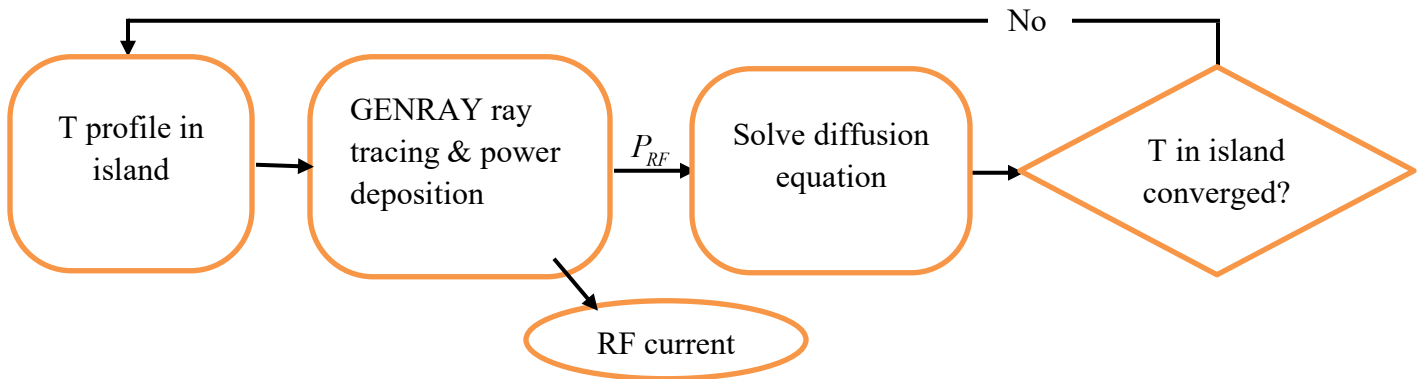 No
T profile in
island
GENRAY ray
tracing & power
deposition
P_RF
Solve diffusion
equation
T in island
converged?
RF current